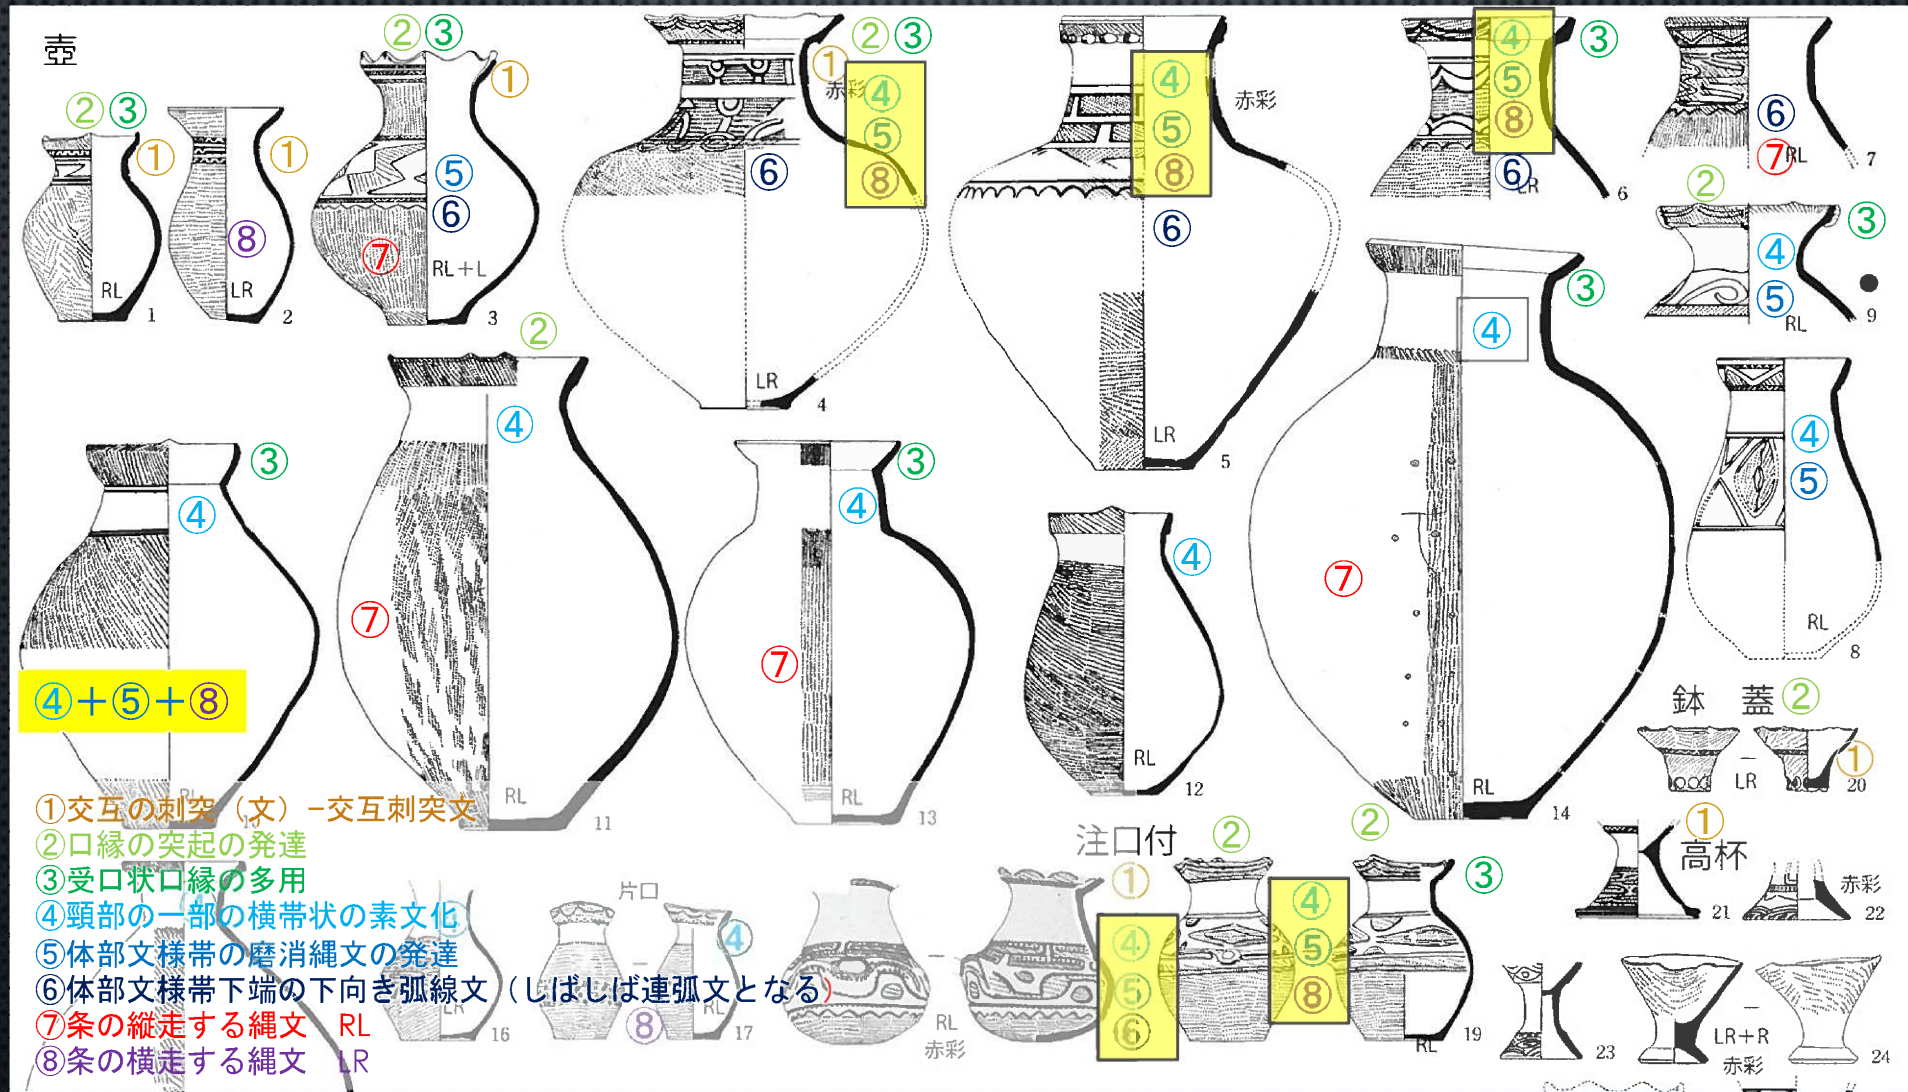 壺
②③
②③
②③
④
⑤
⑧
③
①
①
①
①
赤彩
④
⑤
⑧
④
⑤
⑧
赤彩
⑥
⑦RL
7
⑧
⑤
⑥
⑥
⑥LR
6
②
③
⑦
RL+L
⑥
④
⑤
RL
9
RL
1
LR
2
3
②
LR
4
③
④
④
LR
5
③
④
③
④
④
④
⑤
⑦
⑦
⑦
RL
8
④+⑤+⑧
鉢 蓋②
LR
①
20
RL
10
RL
11
RL
13
RL
12
RL
14
①交互の刺突(文)-交互刺突文
②口縁の突起の発達
③受口状口縁の多用
④頸部の一部の横帯状の素文化
⑤体部文様帯の磨消縄文の発達
⑥体部文様帯下端の下向き弧線文(しばしば連弧文となる)
⑦条の縦走する縄文 RL
⑧条の横走する縄文 LR
④
LR
16
片口
④
⑧
RL
17
注口付
①
④
⑤
⑥
RL
赤彩
②
④
⑤
⑧
②
③
RL
19
①
高杯
21
赤彩
22
23
LR+R
赤彩
24